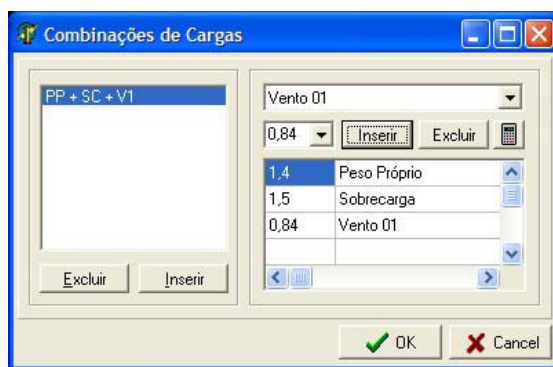 Combinações de Cargas
PP + SC + V1
Excluir Inserir
Vento 01
0,84 Inserir Excluir
1,4 Peso Próprio
1,5 Sobrecarga
0,84 Vento 01
OK Cancel